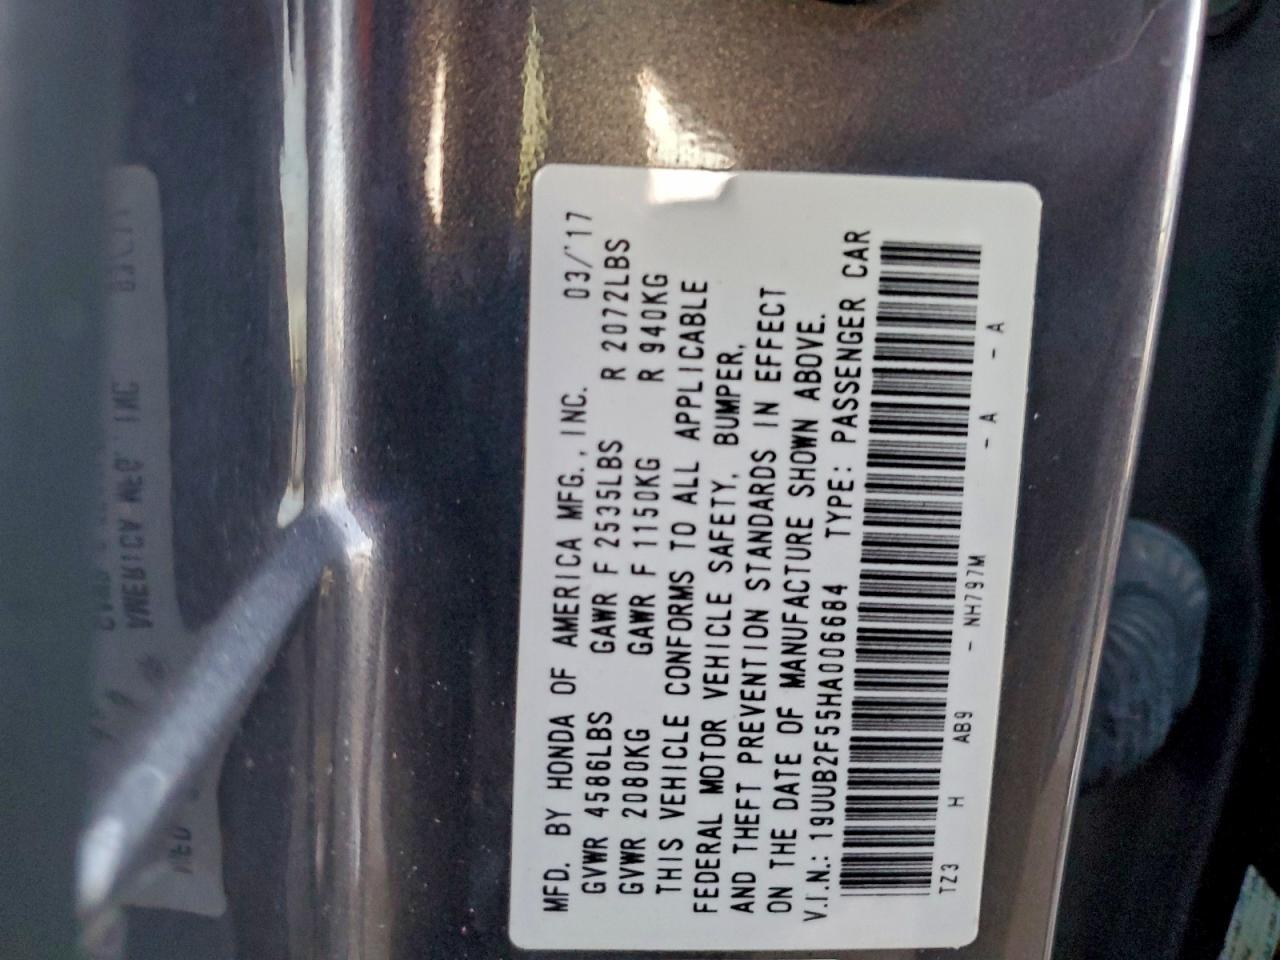 MFD. BY HONDA OF AMERICA MFG., INC. 03/'17
GVWR 4586LBS GAWR F 2535LBS R 2072LBS
GVWR 2080KG GAWR F 1150KG R 940KG
THIS VEHICLE CONFORMS TO ALL APPLICABLE
FEDERAL MOTOR VEHICLE SAFETY, BUMPER,
AND THEFT PREVENTION STANDARDS IN EFFECT
ON THE DATE OF MANUFACTURE SHOWN ABOVE.
V.I.N.: 19UUB2F55HA006684 TYPE: PASSENGER CAR
TZ3 H AB9 - NH797M - A - A